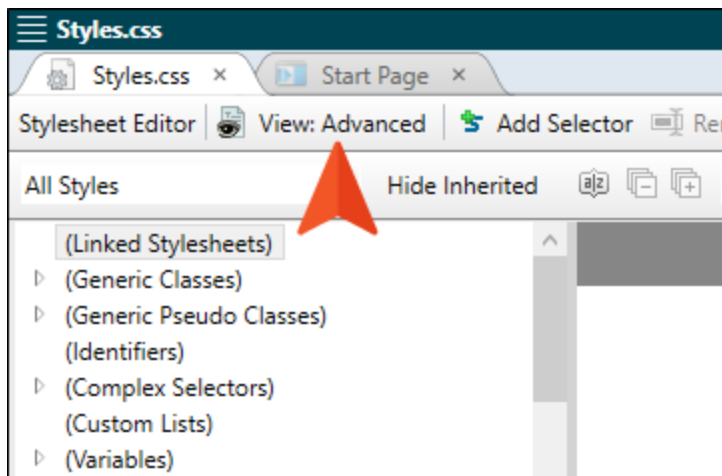 Styles.css
Styles.css × Start Page ×
Stylesheet Editor View: Advanced Add Selector
All Styles Hide Inherited a|z
(Linked Stylesheets)
(Generic Classes)
(Generic Pseudo Classes)
(Identifiers)
(Complex Selectors)
(Custom Lists)
(Variables)